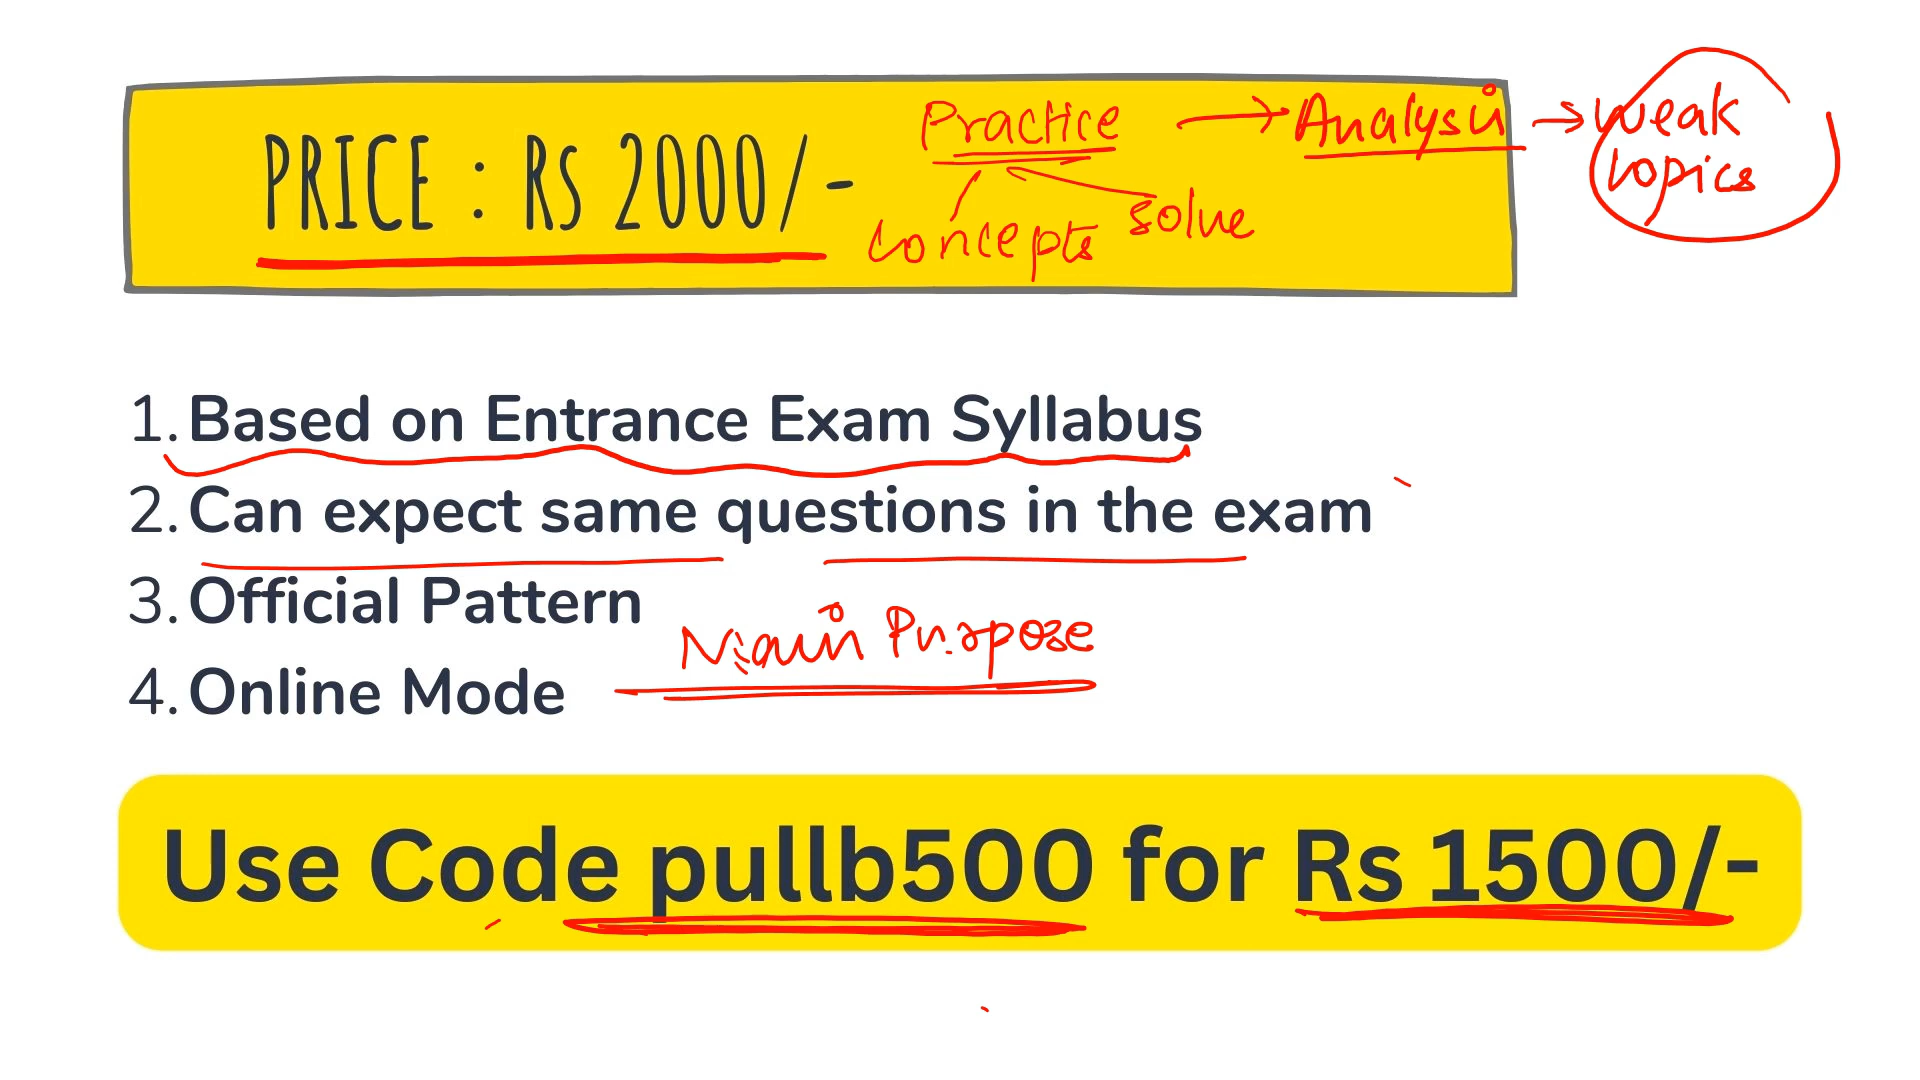 PRICE : Rs 2000/-
Practice → Analysis → weak topics
concepts solve
1. Based on Entrance Exam Syllabus
2. Can expect same questions in the exam
3. Official Pattern
Main Purpose
4. Online Mode
Use Code pullb500 for Rs 1500/-